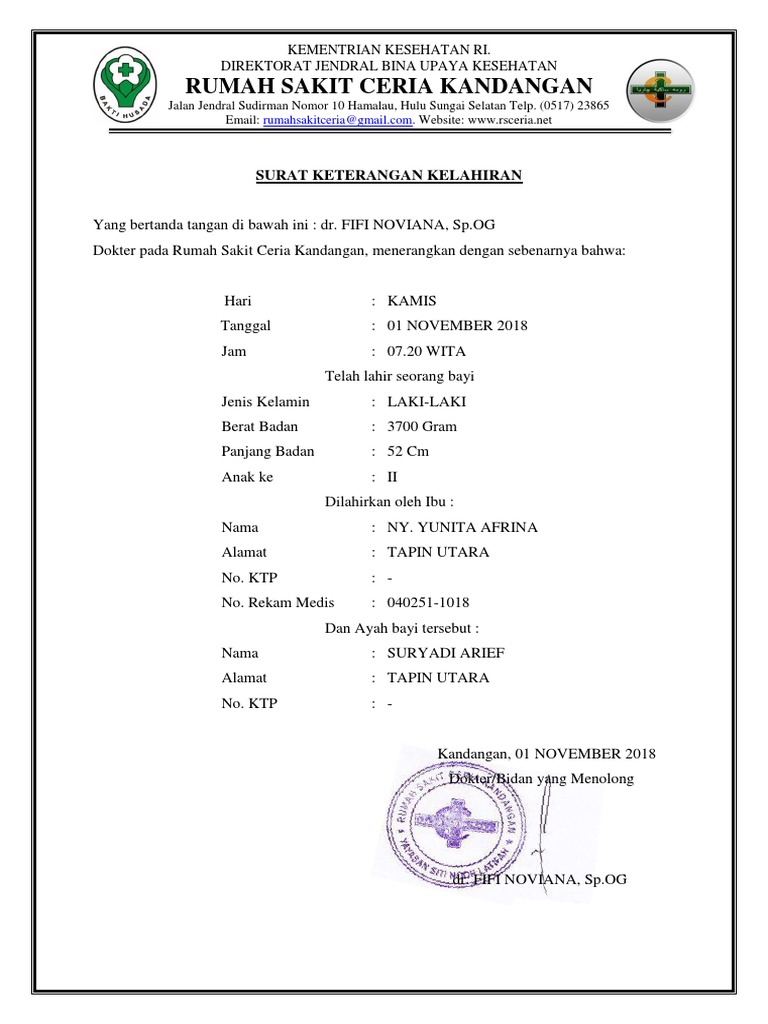 KEMENTRIAN KESEHATAN RI.
DIREKTORAT JENDRAL BINA UPAYA KESEHATAN
RUMAH SAKIT CERIA KANDANGAN
Jalan Jendral Sudirman Nomor 10 Hamalau, Hulu Sungai Selatan Telp. (0517) 23865
Email: rumahsakitceria@gmail.com. Website: www.rsceria.net
BAKTI HUSADA
SURAT KETERANGAN KELAHIRAN
Yang bertanda tangan di bawah ini : dr. FIFI NOVIANA, Sp.OG
Dokter pada Rumah Sakit Ceria Kandangan, menerangkan dengan sebenarnya bahwa:
Hari : KAMIS
Tanggal : 01 NOVEMBER 2018
Jam : 07.20 WITA
Telah lahir seorang bayi
Jenis Kelamin : LAKI-LAKI
Berat Badan : 3700 Gram
Panjang Badan : 52 Cm
Anak ke : II
Dilahirkan oleh Ibu :
Nama : NY. YUNITA AFRINA
Alamat : TAPIN UTARA
No. KTP : -
No. Rekam Medis : 040251-1018
Dan Ayah bayi tersebut :
Nama : SURYADI ARIEF
Alamat : TAPIN UTARA
No. KTP : -
Kandangan, 01 NOVEMBER 2018
Dokter/Bidan yang Menolong
RUMAH SAKIT CERIA KANDANGAN
YAYASAN SITI
dr. FIFI NOVIANA, Sp.OG